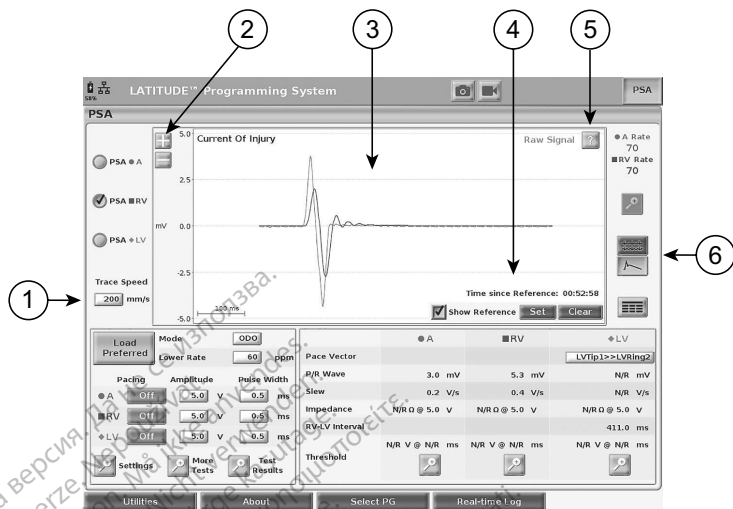 2
3
4
5
58%
LATITUDE™ Programming System
PSA
PSA
5.0
Current Of Injury
Raw Signal
?
A Rate
70
RV Rate
70
PSA A
2.5
PSA RV
mV
0.0
PSA LV
6
-2.5
Trace Speed
200 mm/s
1
Time since Reference: 00:52:58
100 ms
Show Reference Set Clear
-5.0
Load Preferred
Mode ODO
Lower Rate 60 ppm
Pacing Amplitude Pulse Width
A Off 5.0 V 0.5 ms
RV Off 5.0 V 0.5 ms
LV Off 5.0 V 0.5 ms
Settings
More Tests
Test Results
A RV LV
Pace Vector LVTip1>>LVRing2
P/R Wave 3.0 mV 5.3 mV N/R mV
Slew 0.2 V/s 0.4 V/s N/R V/s
Impedance N/R Ω @ 5.0 V N/R Ω @ 5.0 V N/R Ω @ 5.0 V
RV-LV Interval 411.0 ms
N/R V @ N/R ms N/R V @ N/R ms N/R V @ N/R ms
Threshold
Utilities About Select PG Real-time Log